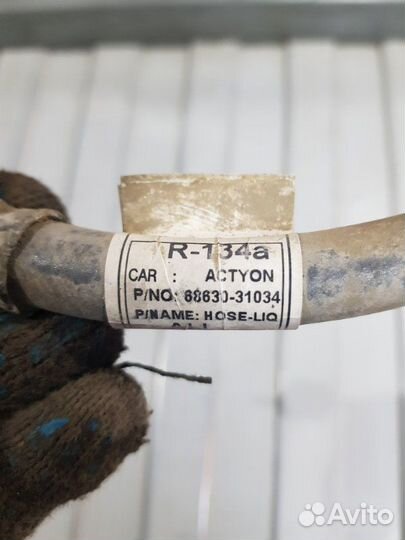 R-134a
CAR : ACTYON
P/NO: 68630-31034
P/NAME: HOSE-LIQ
Avito